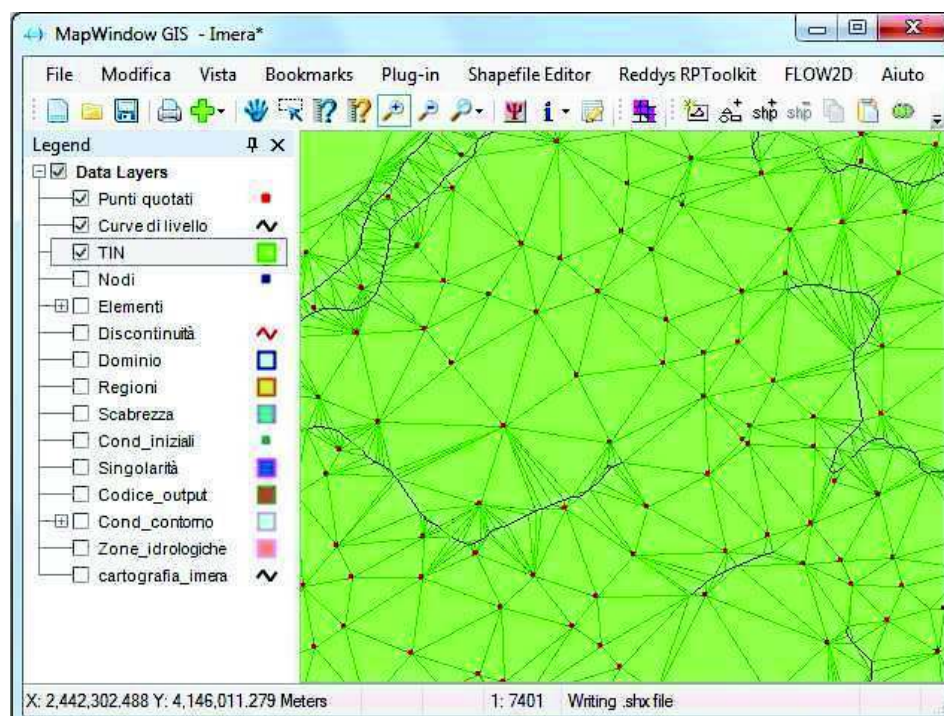 MapWindow GIS - Imera*
File Modifica Vista Bookmarks Plug-in Shapefile Editor Reddys RPToolkit FLOW2D Aiuto
shp shp
Legend
Data Layers
Punti quotati
Curve di livello
TIN
Nodi
Elementi
Discontinuità
Dominio
Regioni
Scabrezza
Cond_iniziali
Singolarità
Codice_output
Cond_contorno
Zone_idrologiche
cartografia_imera
X: 2,442,302.488 Y: 4,146,011.279 Meters 1: 7401 Writing .shx file